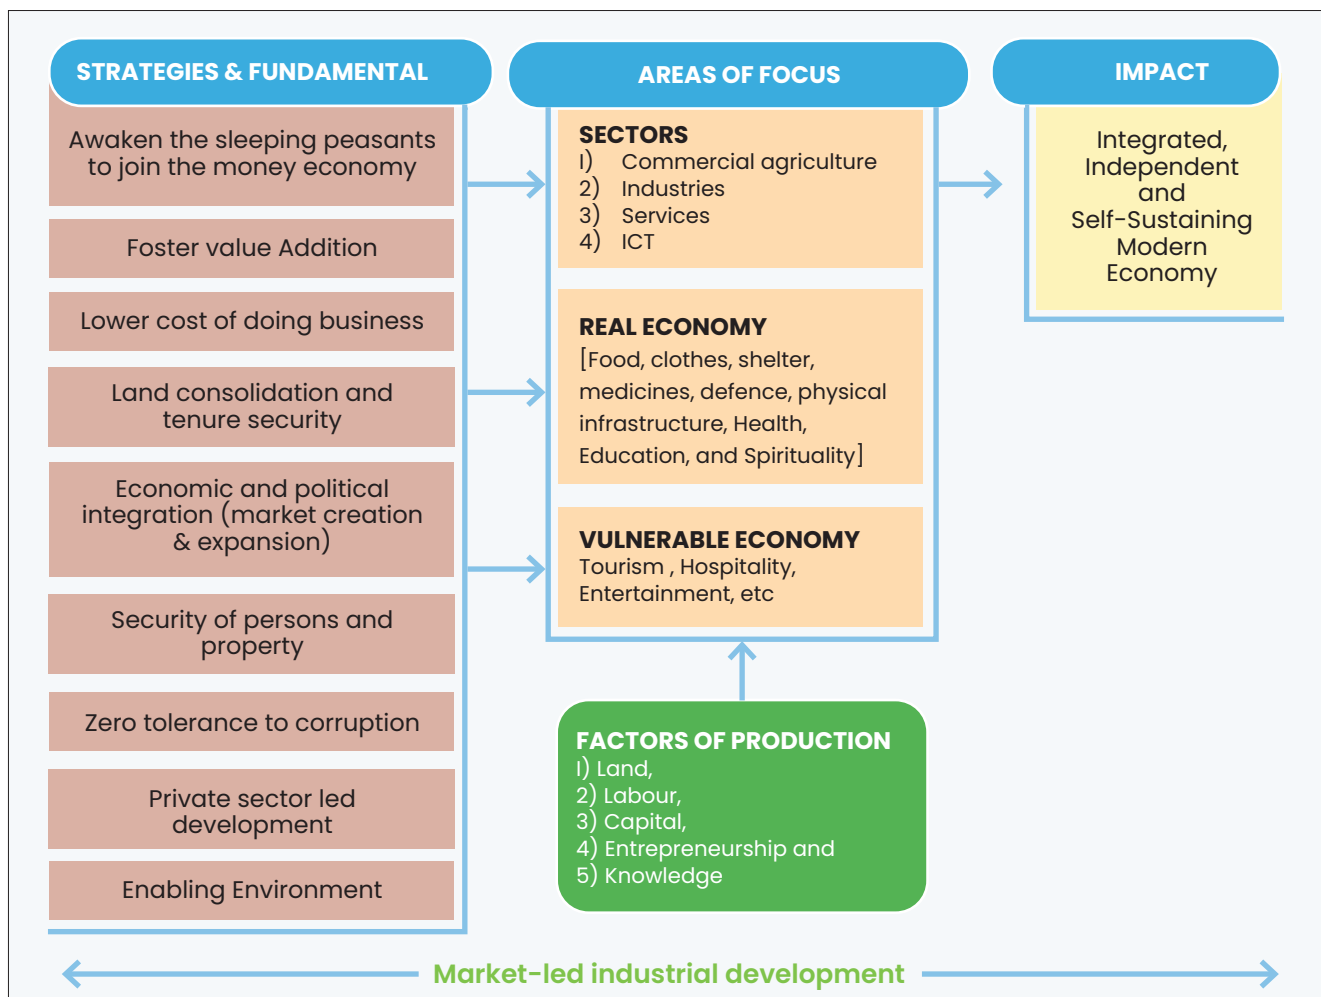 STRATEGIES & FUNDAMENTAL
Awaken the sleeping peasants
to join the money economy
Foster value Addition
Lower cost of doing business
Land consolidation and
tenure security
Economic and political
integration (market creation
& expansion)
Security of persons and
property
Zero tolerance to corruption
Private sector led
development
Enabling Environment
AREAS OF FOCUS
SECTORS
I) Commercial agriculture
2) Industries
3) Services
4) ICT
REAL ECONOMY
[Food, clothes, shelter,
medicines, defence, physical
infrastructure, Health,
Education, and Spirituality]
VULNERABLE ECONOMY
Tourism , Hospitality,
Entertainment, etc
FACTORS OF PRODUCTION
I) Land,
2) Labour,
3) Capital,
4) Entrepreneurship and
5) Knowledge
IMPACT
Integrated,
Independent
and
Self-Sustaining
Modern
Economy
Market-led industrial development